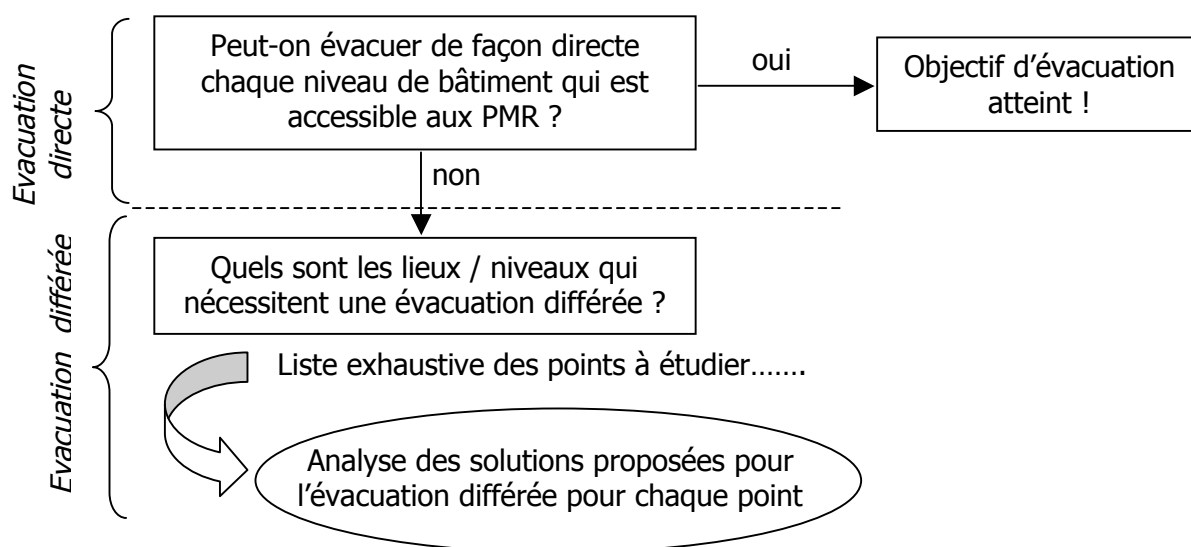 Evacuation
directe
Peut-on évacuer de façon directe
chaque niveau de bâtiment qui est
accessible aux PMR ?
oui
Objectif d’évacuation
atteint !
non
Evacuation différée
Quels sont les lieux / niveaux qui
nécessitent une évacuation différée ?
Liste exhaustive des points à étudier…….
Analyse des solutions proposées pour
l’évacuation différée pour chaque point